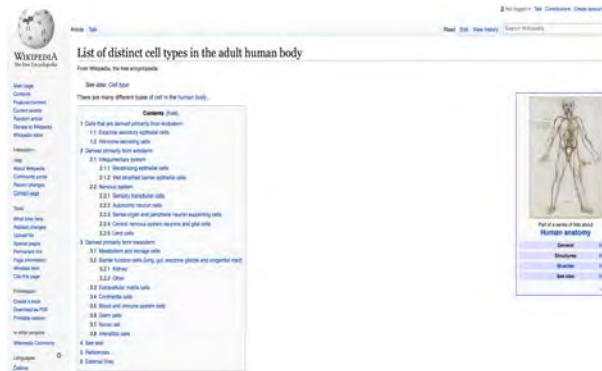 Not logged in Talk Contributions Create account
Article Talk
Read Edit View history Search Wikipedia
WIKIPEDIA
The Free Encyclopedia
Main page
Contents
Featured content
Current events
Random article
Donate to Wikipedia
Wikipedia store
Interaction
Help
About Wikipedia
Community portal
Recent changes
Contact page
Tools
What links here
Related changes
Upload file
Special pages
Permanent link
Page information
Wikidata item
Cite this page
Print/export
Create a book
Download as PDF
Printable version
In other projects
Wikimedia Commons
Languages
List of distinct cell types in the adult human body
From Wikipedia, the free encyclopedia
See also: Cell type
There are many different types of cell in the human body.
Contents [hide]
1 Cells that are derived primarily from endoderm
1.1 Exocrine secretory epithelial cells
1.2 Hormone-secreting cells
2 Derived primarily from ectoderm
2.1 Integumentary system
2.1.1 Keratinizing epithelial cells
2.1.2 Wet stratified barrier epithelial cells
2.2 Nervous system
2.2.1 Sensory transducer cells
2.2.2 Autonomic neuron cells
2.2.3 Sense organ and peripheral neuron supporting cells
2.2.4 Central nervous system neurons and glial cells
2.2.5 Lens cells
3 Derived primarily from mesoderm
3.1 Metabolism and storage cells
3.2 Barrier function cells (lung, gut, exocrine glands and urogenital tract)
3.2.1 Kidney
3.2.2 Other
3.3 Extracellular matrix cells
3.4 Contractile cells
3.5 Blood and immune system cells
3.6 Germ cells
3.7 Nurse cell
3.8 Interstitial cells
4 See also
5 References
6 External links
Part of a series of lists about
Human anatomy
General
Structures
Muscles
See also